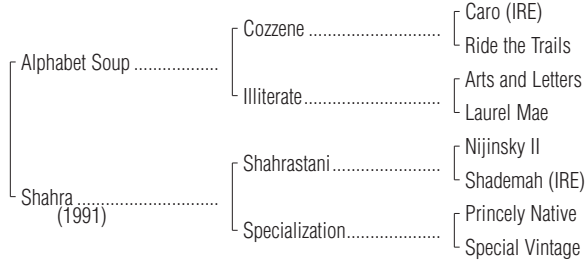 Caro (IRE)
Cozzene ........................
Ride the Trails
Alphabet Soup ..................
Arts and Letters
Illiterate..............................
Laurel Mae
Nijinsky II
Shahrastani........................
Shademah (IRE)
Shahra ..............................
(1991)
Princely Native
Specialization.....................
Special Vintage